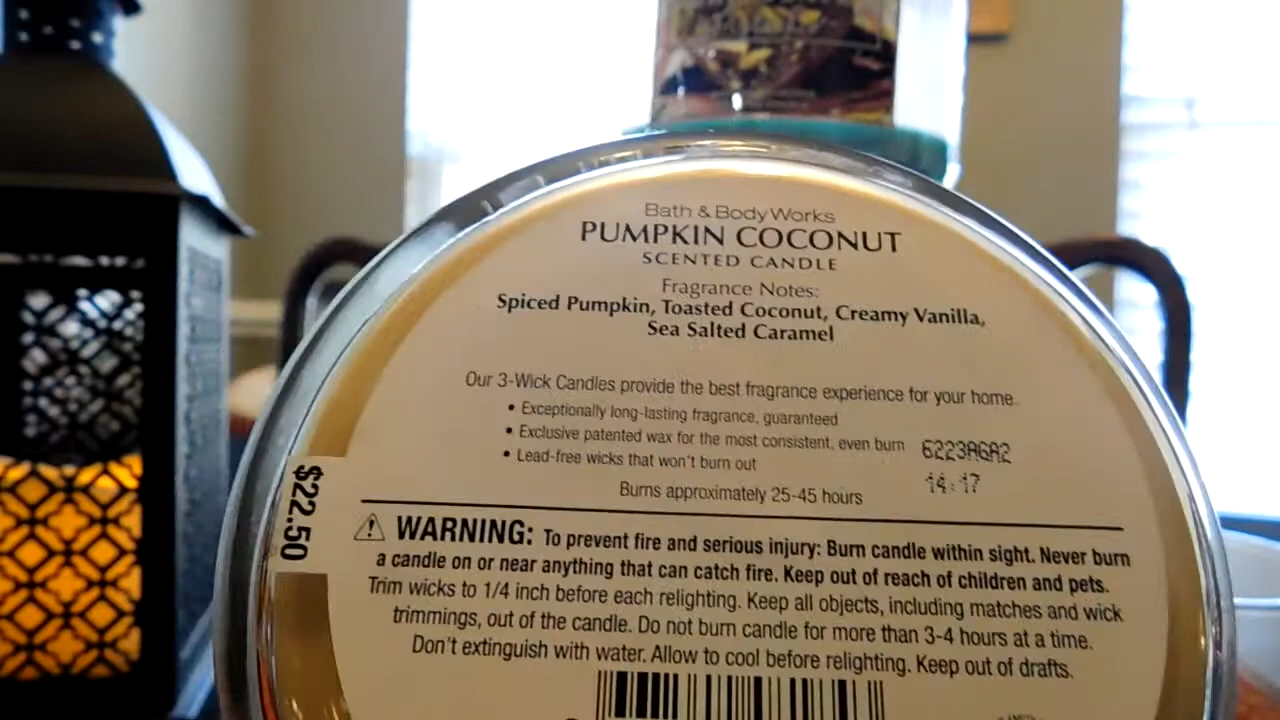 Bath & Body Works
PUMPKIN COCONUT
SCENTED CANDLE
Fragrance Notes:
Spiced Pumpkin, Toasted Coconut, Creamy Vanilla,
Sea Salted Caramel
Our 3-Wick Candles provide the best fragrance experience for your home.
• Exceptionally long-lasting fragrance, guaranteed
• Exclusive patented wax for the most consistent, even burn
• Lead-free wicks that won't burn out
6223A6A2
14:17
Burns approximately 25-45 hours
$22.50
⚠ WARNING: To prevent fire and serious injury: Burn candle within sight. Never burn
a candle on or near anything that can catch fire. Keep out of reach of children and pets.
Trim wicks to 1/4 inch before each relighting. Keep all objects, including matches and wick
trimmings, out of the candle. Do not burn candle for more than 3-4 hours at a time.
Don't extinguish with water. Allow to cool before relighting. Keep out of drafts.